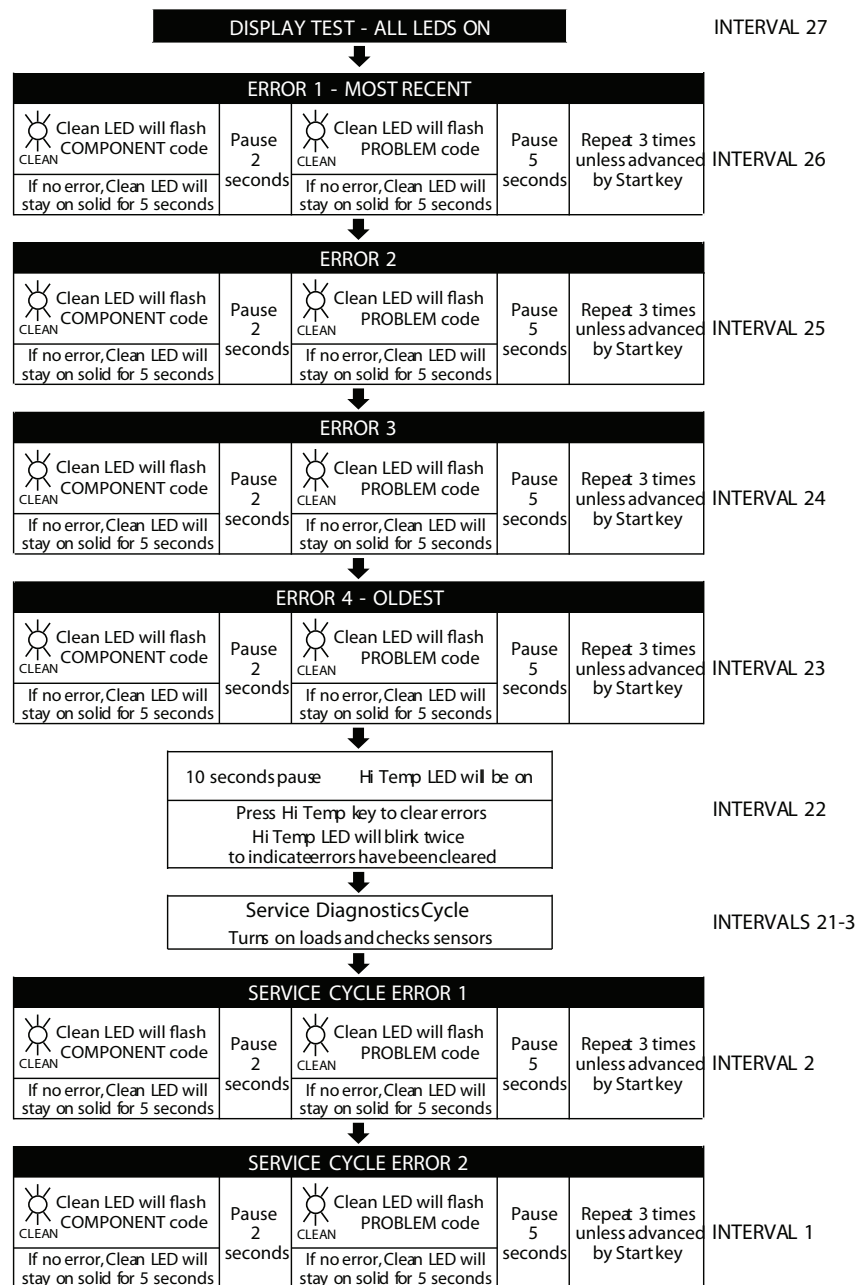 DISPLAY TEST - ALL LEDS ON
INTERVAL 27
ERROR 1 - MOST RECENT
Clean LED will flash
COMPONENT code
CLEAN
If no error, Clean LED will
stay on solid for 5 seconds
Pause
2
seconds
Clean LED will flash
PROBLEM code
CLEAN
If no error, Clean LED will
stay on solid for 5 seconds
Pause
5
seconds
Repeat 3 times
unless advanced
by Start key
INTERVAL 26
ERROR 2
Clean LED will flash
COMPONENT code
CLEAN
If no error, Clean LED will
stay on solid for 5 seconds
Pause
2
seconds
Clean LED will flash
PROBLEM code
CLEAN
If no error, Clean LED will
stay on solid for 5 seconds
Pause
5
seconds
Repeat 3 times
unless advanced
by Start key
INTERVAL 25
ERROR 3
Clean LED will flash
COMPONENT code
CLEAN
If no error, Clean LED will
stay on solid for 5 seconds
Pause
2
seconds
Clean LED will flash
PROBLEM code
CLEAN
If no error, Clean LED will
stay on solid for 5 seconds
Pause
5
seconds
Repeat 3 times
unless advanced
by Start key
INTERVAL 24
ERROR 4 - OLDEST
Clean LED will flash
COMPONENT code
CLEAN
If no error, Clean LED will
stay on solid for 5 seconds
Pause
2
seconds
Clean LED will flash
PROBLEM code
CLEAN
If no error, Clean LED will
stay on solid for 5 seconds
Pause
5
seconds
Repeat 3 times
unless advanced
by Start key
INTERVAL 23
10 seconds pause Hi Temp LED will be on
Press Hi Temp key to clear errors
Hi Temp LED will blink twice
to indicate errors have been cleared
INTERVAL 22
Service Diagnostics Cycle
Turns on loads and checks sensors
INTERVALS 21-3
SERVICE CYCLE ERROR 1
Clean LED will flash
COMPONENT code
CLEAN
If no error, Clean LED will
stay on solid for 5 seconds
Pause
2
seconds
Clean LED will flash
PROBLEM code
CLEAN
If no error, Clean LED will
stay on solid for 5 seconds
Pause
5
seconds
Repeat 3 times
unless advanced
by Start key
INTERVAL 2
SERVICE CYCLE ERROR 2
Clean LED will flash
COMPONENT code
CLEAN
If no error, Clean LED will
stay on solid for 5 seconds
Pause
2
seconds
Clean LED will flash
PROBLEM code
CLEAN
If no error, Clean LED will
stay on solid for 5 seconds
Pause
5
seconds
Repeat 3 times
unless advanced
by Start key
INTERVAL 1